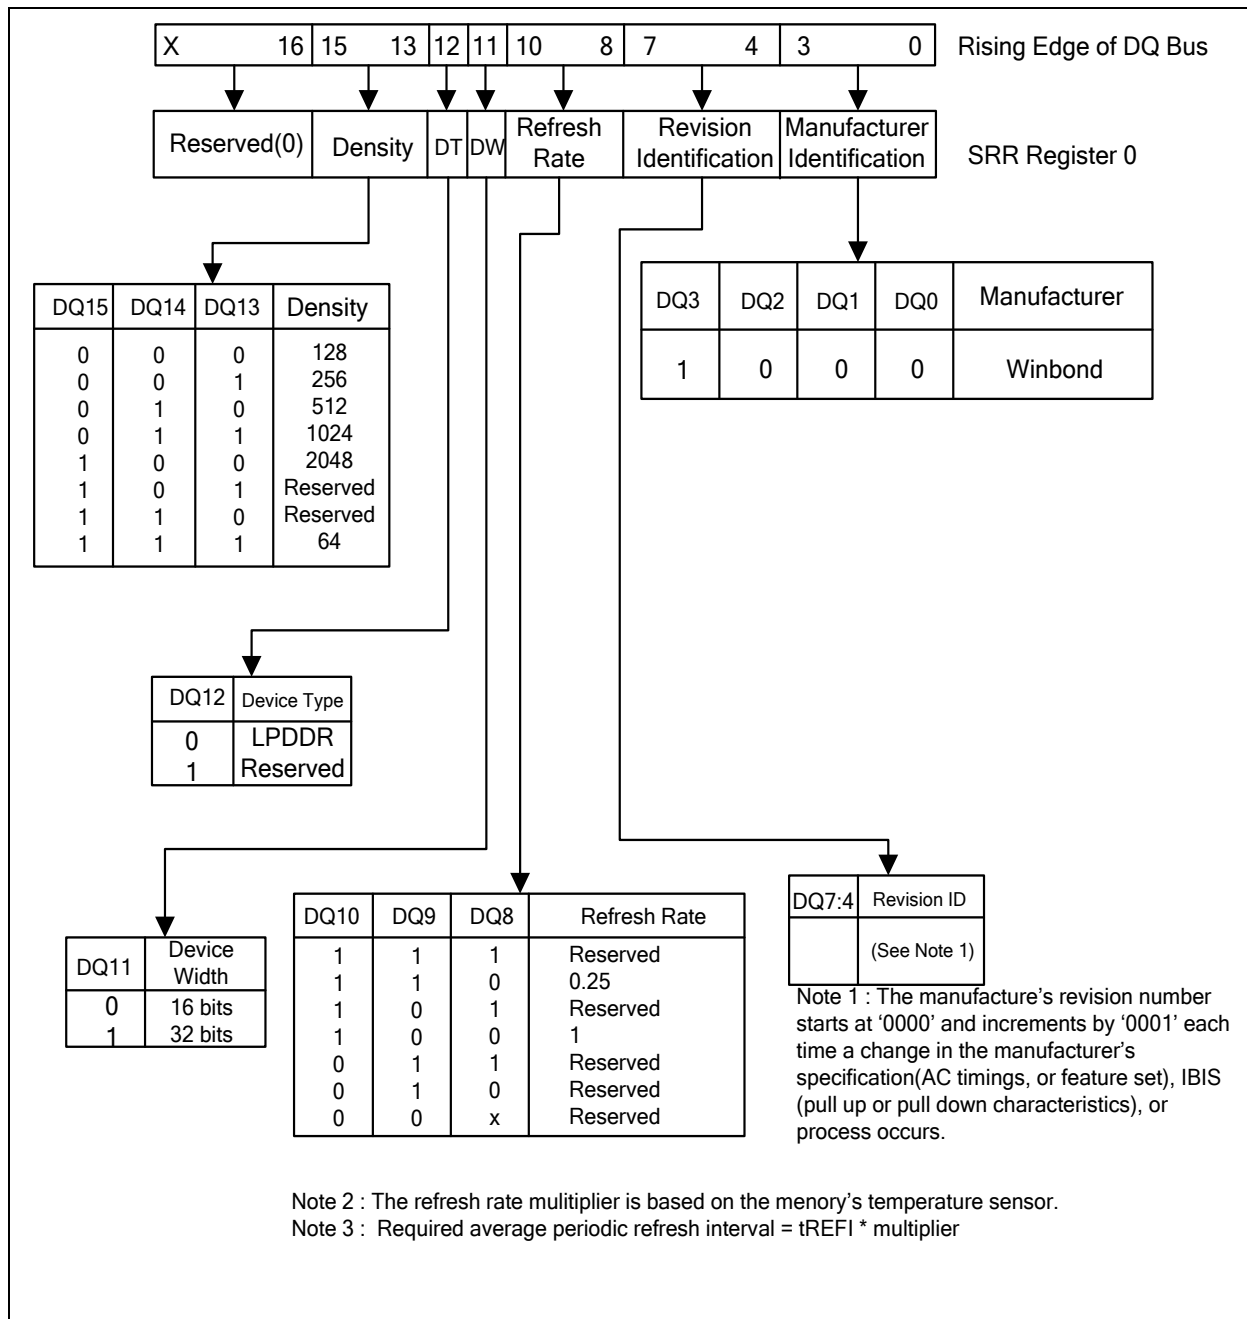 X 16 15 13 12 11 10 8 7 4 3 0 Rising Edge of DQ Bus
Reserved(0) Density DT DW Refresh Rate Revision Identification Manufacturer Identification SRR Register 0
DQ15 DQ14 DQ13 Density
0 0 0 128
0 0 1 256
0 1 0 512
0 1 1 1024
1 0 0 2048
1 0 1 Reserved
1 1 0 Reserved
1 1 1 64
DQ3 DQ2 DQ1 DQ0 Manufacturer
1 0 0 0 Winbond
DQ12 Device Type
0 LPDDR
1 Reserved
DQ11 Device Width
0 16 bits
1 32 bits
DQ10 DQ9 DQ8 Refresh Rate
1 1 1 Reserved
1 1 0 0.25
1 0 1 Reserved
1 0 0 1
0 1 1 Reserved
0 1 0 Reserved
0 0 x Reserved
DQ7:4 Revision ID
(See Note 1)
Note 1 : The manufacture's revision number
starts at '0000' and increments by '0001' each
time a change in the manufacturer's
specification(AC timings, or feature set), IBIS
(pull up or pull down characteristics), or
process occurs.
Note 2 : The refresh rate mulitiplier is based on the menory's temperature sensor.
Note 3 : Required average periodic refresh interval = tREFI * multiplier